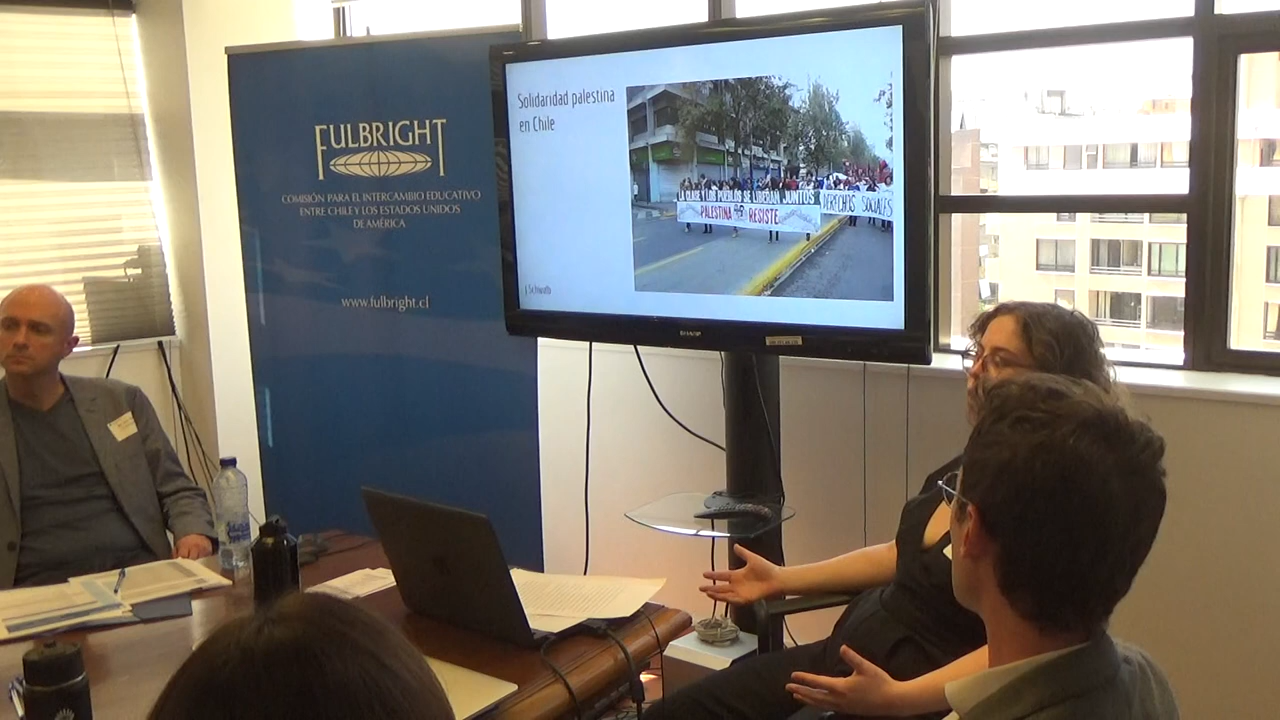 FULBRIGHT
COMISIÓN PARA EL INTERCAMBIO EDUCATIVO
ENTRE CHILE Y LOS ESTADOS UNIDOS
DE AMÉRICA
www.fulbright.cl
Solidaridad palestina
en Chile
LA CLASE Y LOS PUEBLOS SE LIBERAN JUNTOS
PALESTINA RESISTE
DERECHOS SOCIALES
J Schwalb
SHARP